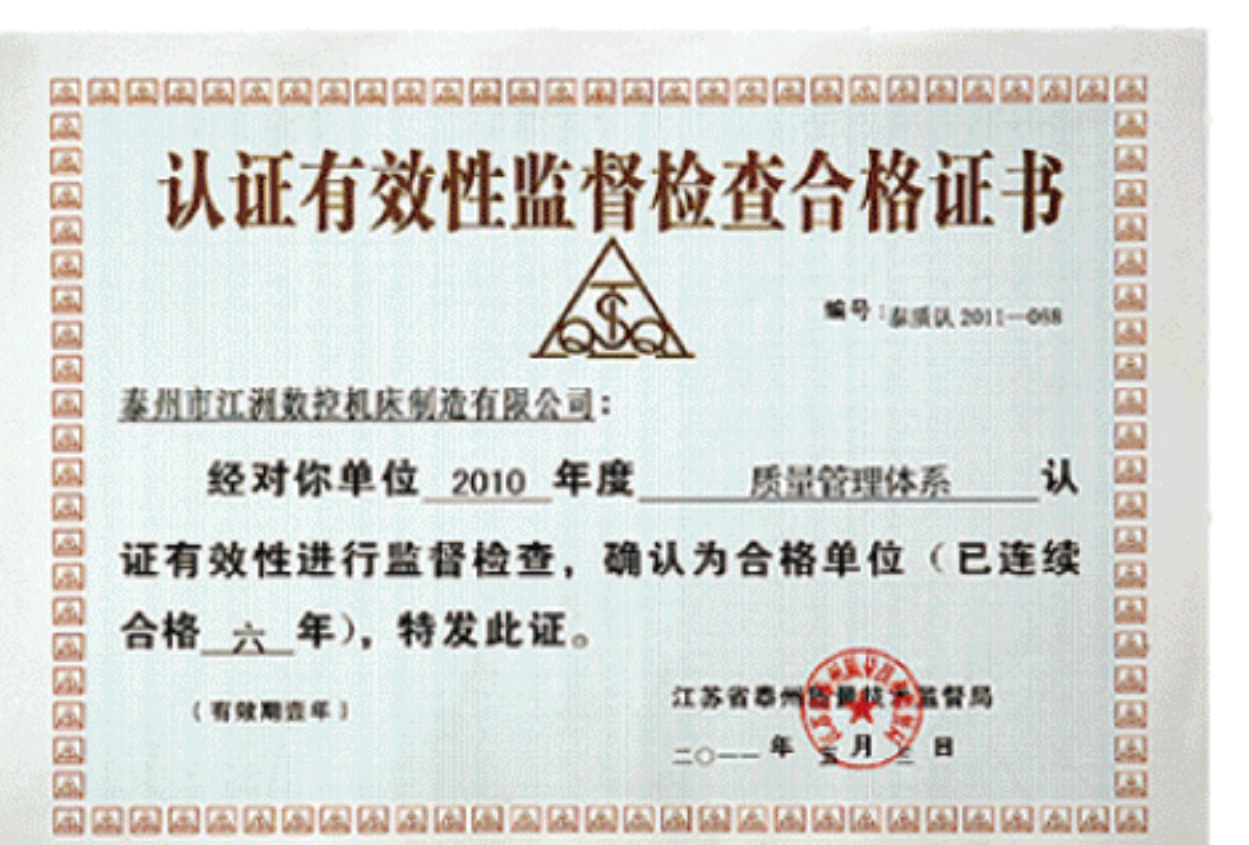 认证有效性监督检查合格证书
编号:泰质认2011—088
泰州市江洲数控机床制造有限公司:
经对你单位 2010 年度 质量管理体系 认
证有效性进行监督检查,确认为合格单位(已连续
合格 六 年),特发此证。
(有效期壹年)
江苏省泰州质量技术监督局
二〇一一年五月三日